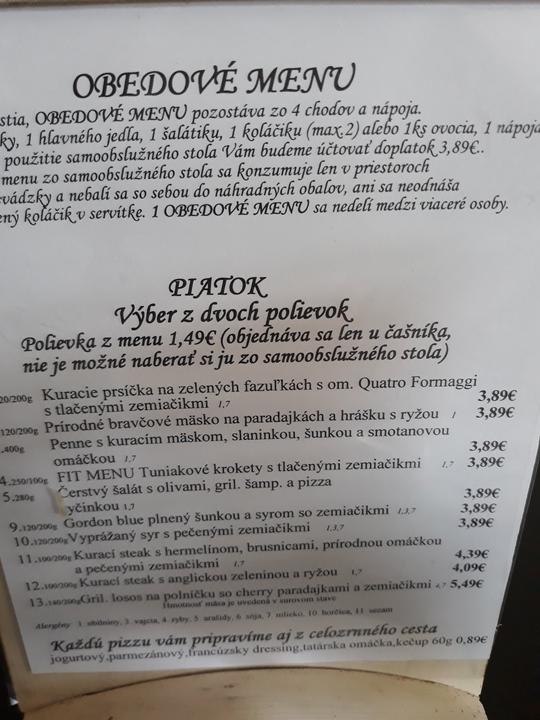 OBEDOVÉ MENU
stia, OBEDOVÉ MENU pozostáva zo 4 chodov a nápoja.
ky, 1 hlavného jedla, 1 šalátiku, 1 koláčiku (max.2) alebo 1ks ovocia, 1 nápoja
použitie samoobslužného stola Vám budeme účtovať doplatok 3,89€..
menu zo samoobslužného stola sa konzumuje len v priestoroch
vádzky a nebalí sa so sebou do náhradných obalov, ani sa neodnáša
ený koláčik v servítke. 1 OBEDOVÉ MENU sa nedelí medzi viaceré osoby.
PIATOK
Výber z dvoch polievok
Polievka z menu 1,49€ (objednáva sa len u čašníka,
nie je možné naberať si ju zo samoobslužného stola)
20/200g Kuracie prsíčka na zelených fazuľkách s om. Quatro Formaggi
s tlačenými zemiačikmi 1,7 3,89€
120/200g Prírodné bravčové mäsko na paradajkách a hrášku s ryžou 1 3,89€
.400g Penne s kuracím mäskom, slaninkou, šunkou a smotanovou
omáčkou 1,7 3,89€
4.250/100g FIT MENU Tuniakové krokety s tlačenými zemiačikmi 1,7 3,89€
5.280g Čerstvý šalát s olivami, gril. šamp. a pizza
tyčinkou 1,7 3,89€
9.120/200g Gordon blue plnený šunkou a syrom so zemiačikmi 1,3,7 3,89€
10.120/200g Vyprážaný syr s pečenými zemiačikmi 1,3,7 3,89€
11.100/200g Kurací steak s hermelínom, brusnicami, prírodnou omáčkou
a pečenými zemiačikmi 1,7 4,39€
12.100/200g Kurací steak s anglickou zeleninou a ryžou 1,7 4,09€
13.140/200g Gril. losos na polníčku so cherry paradajkami a zemiačikmi 4,7 5,49€
Hmotnosť mäsa je uvedená v surovom stave
Alergény 1. obilniny, 3. vajcia, 4. ryby, 5. arašidy, 6. sója, 7. mlieko, 10. horčica, 11. sezam
Každú pizzu vám pripravíme aj z celozrnného cesta
jogurtový,parmezánový,francúzsky dressing,tatárska omáčka,kečup 60g 0,89€